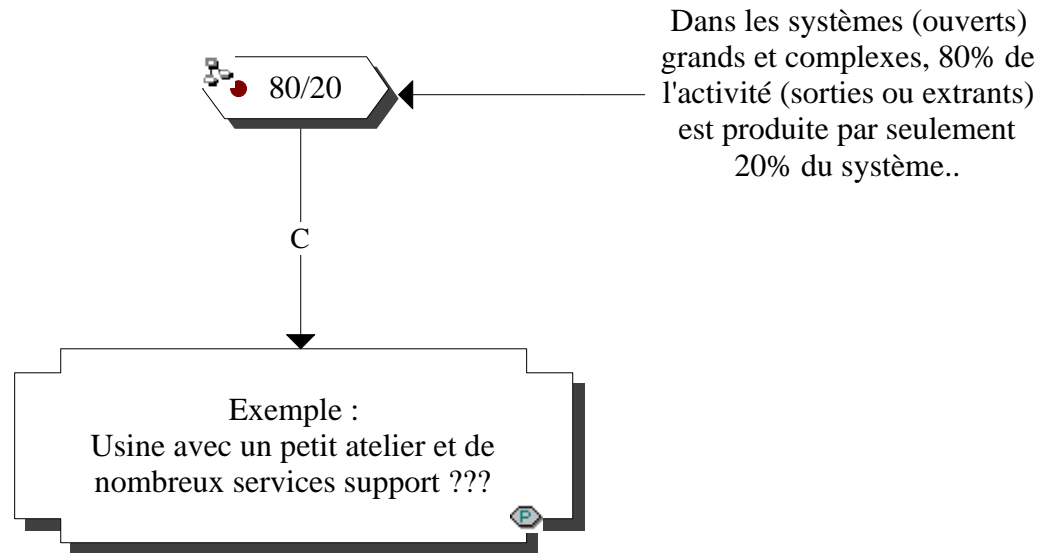 Dans les systèmes (ouverts)
grands et complexes, 80% de
l'activité (sorties ou extrants)
est produite par seulement
20% du système..
80/20
C
Exemple :
Usine avec un petit atelier et de
nombreux services support ???
P